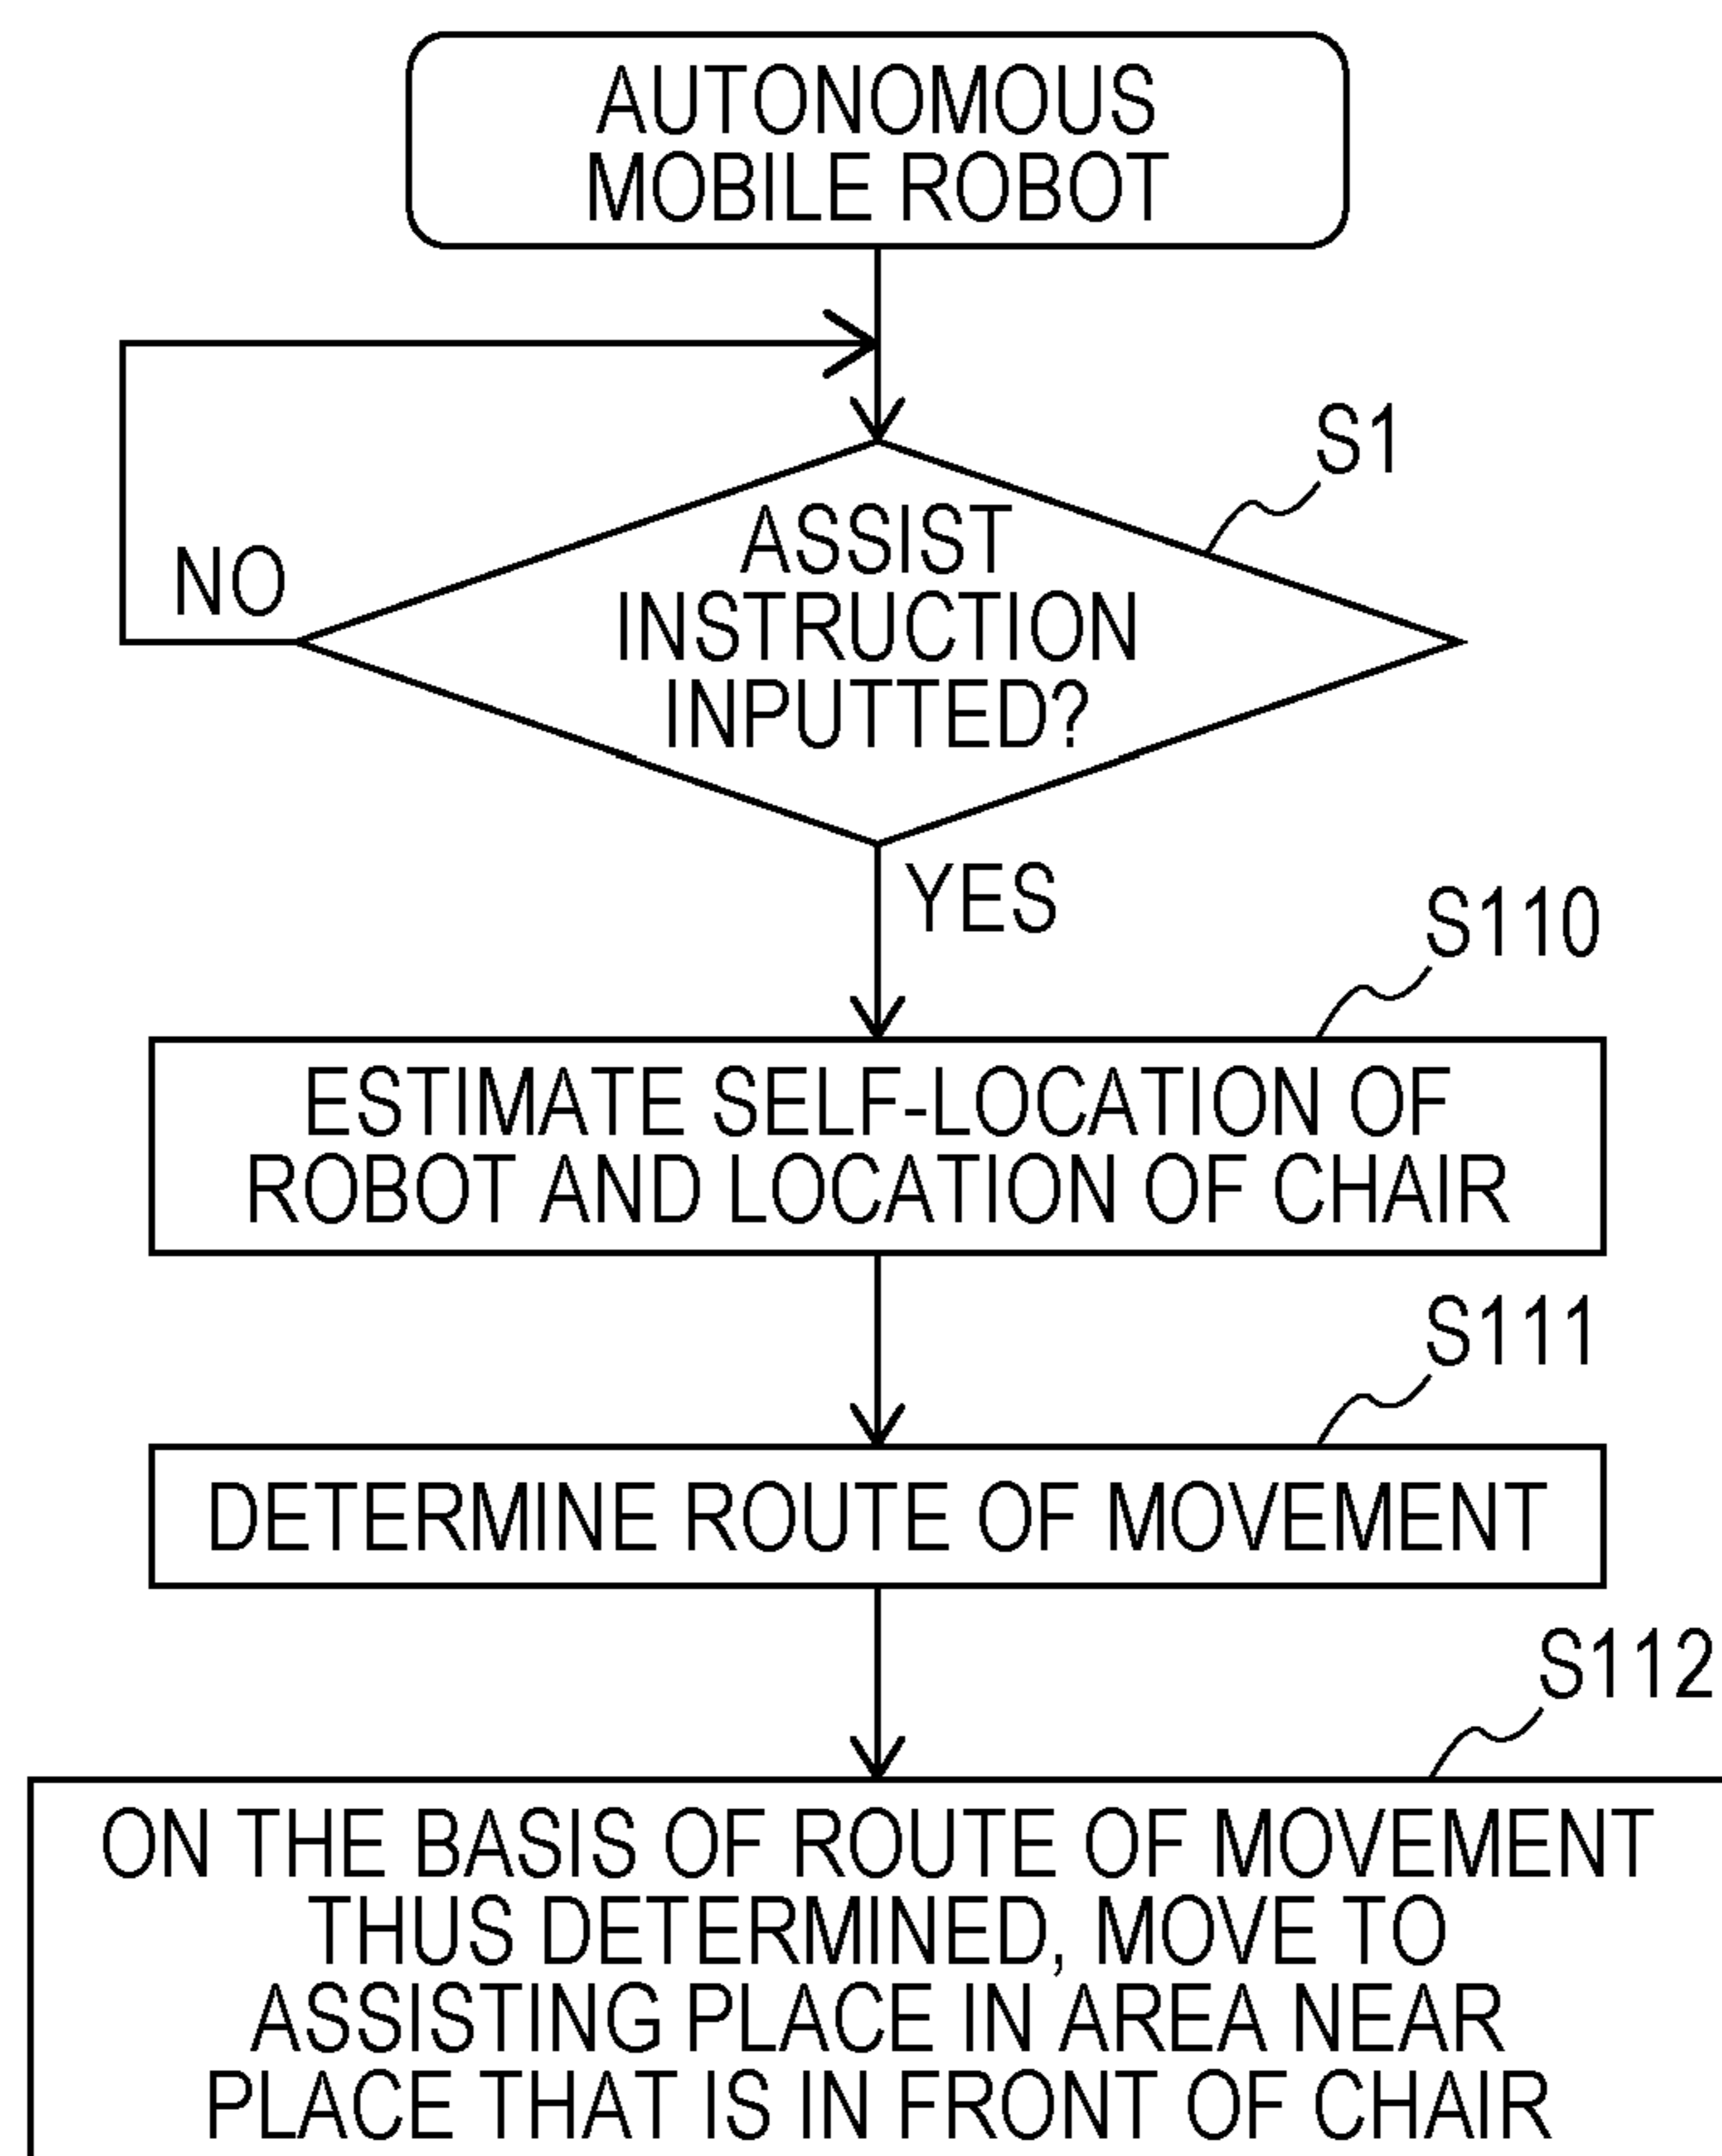 AUTONOMOUS
MOBILE ROBOT
S1
ASSIST
INSTRUCTION
INPUTTED?
NO
YES
S110
ESTIMATE SELF-LOCATION OF
ROBOT AND LOCATION OF CHAIR
S111
DETERMINE ROUTE OF MOVEMENT
S112
ON THE BASIS OF ROUTE OF MOVEMENT
THUS DETERMINED, MOVE TO
ASSISTING PLACE IN AREA NEAR
PLACE THAT IS IN FRONT OF CHAIR